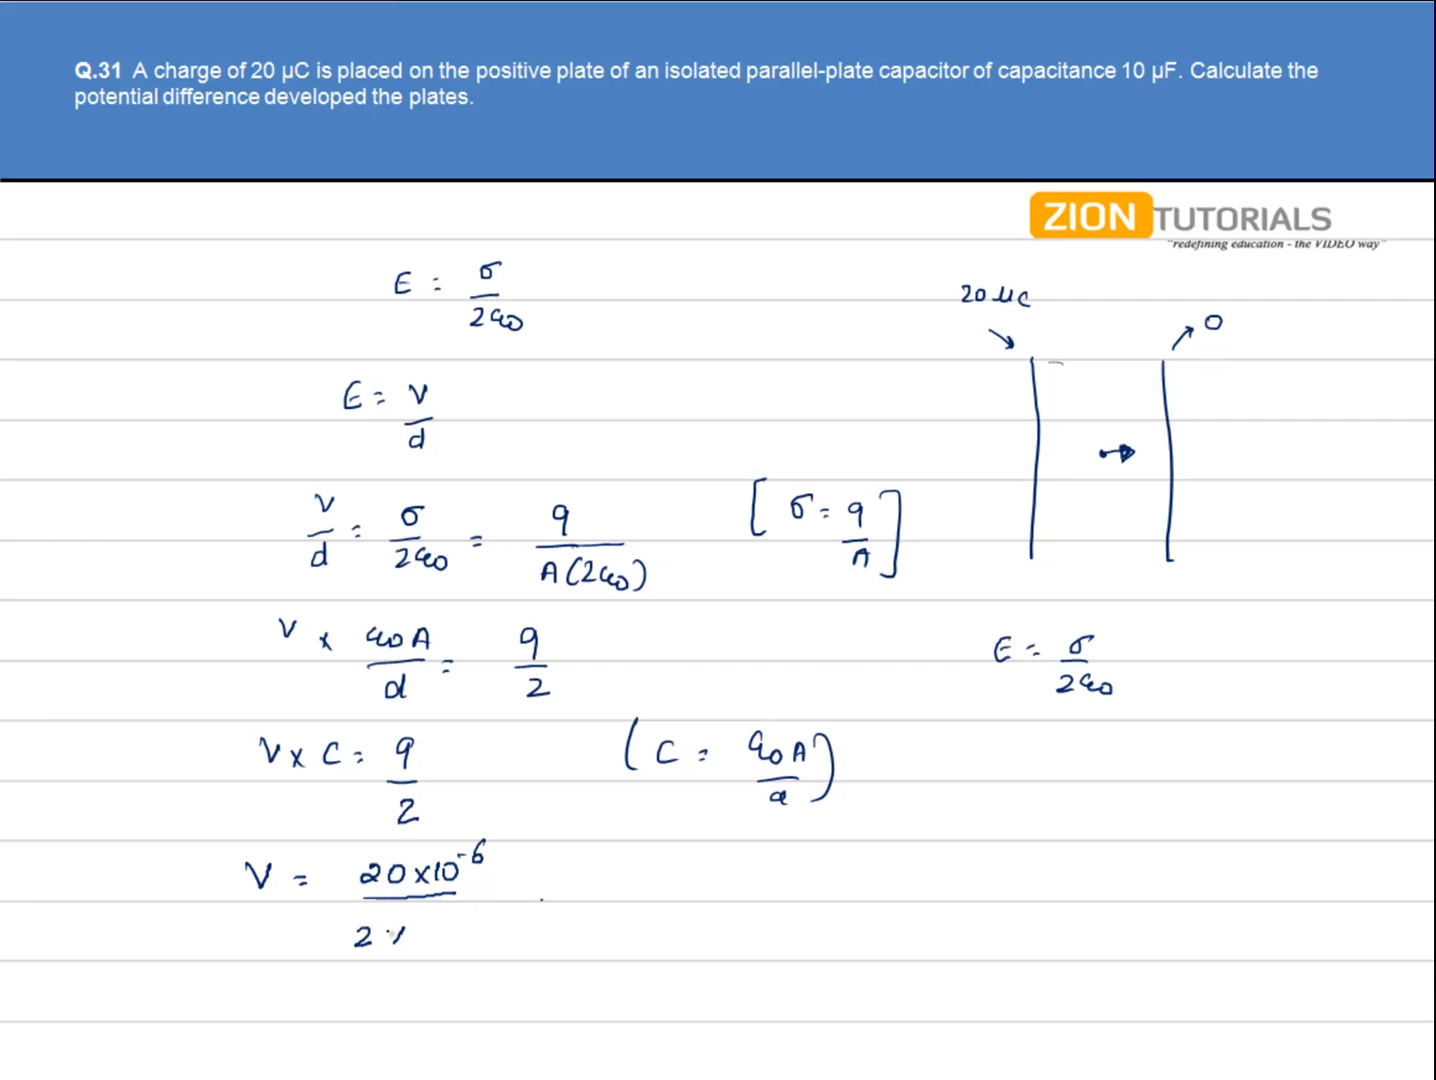 Q.31 A charge of 20 µC is placed on the positive plate of an isolated parallel-plate capacitor of capacitance 10 µF. Calculate the
potential difference developed the plates.
ZION TUTORIALS
"redefining education - the VIDEO way"
E = σ/2ε0
20 µC
0
E = V/d
V/d = σ/2ε0 = q/A(2ε0) [σ = q/A]
V × ε0A/d = q/2
E = σ/2ε0
V × C = q/2 (C = ε0A/d)
V = 20×10^-6
2 ×